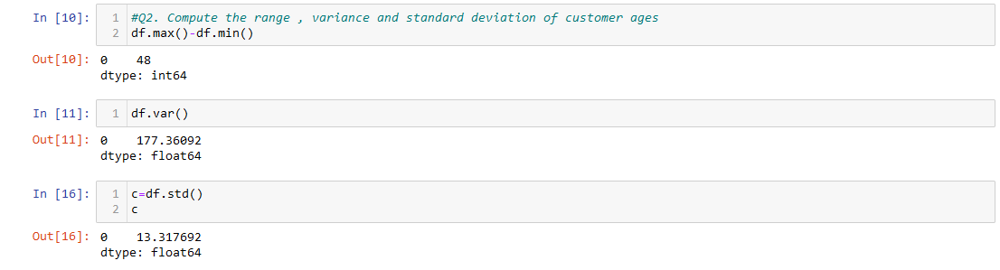 In [10]: 1 #Q2. Compute the range , variance and standard deviation of customer ages
2 df.max()-df.min()
Out[10]: 0 48
dtype: int64
In [11]: 1 df.var()
Out[11]: 0 177.36092
dtype: float64
In [16]: 1 c=df.std()
2 c
Out[16]: 0 13.317692
dtype: float64